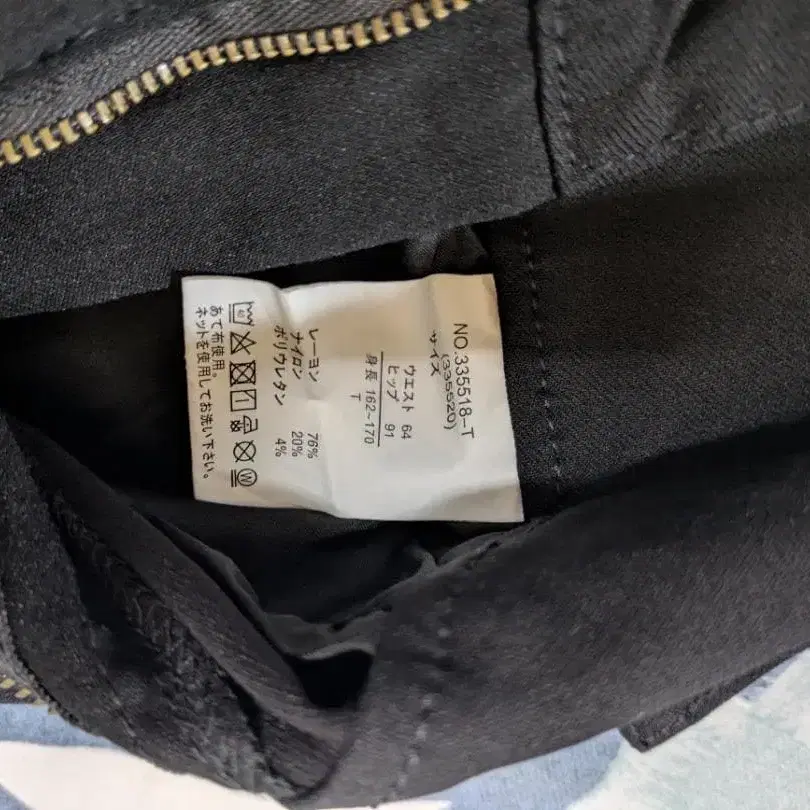 NO.335518-T
(335520)
サイズ
ウエスト 64
ヒップ 91
身長 162~170
T
レーヨン 76%
ナイロン 20%
ポリウレタン 4%
40
W
あて布使用。
ネットを使用してお洗い下さい。